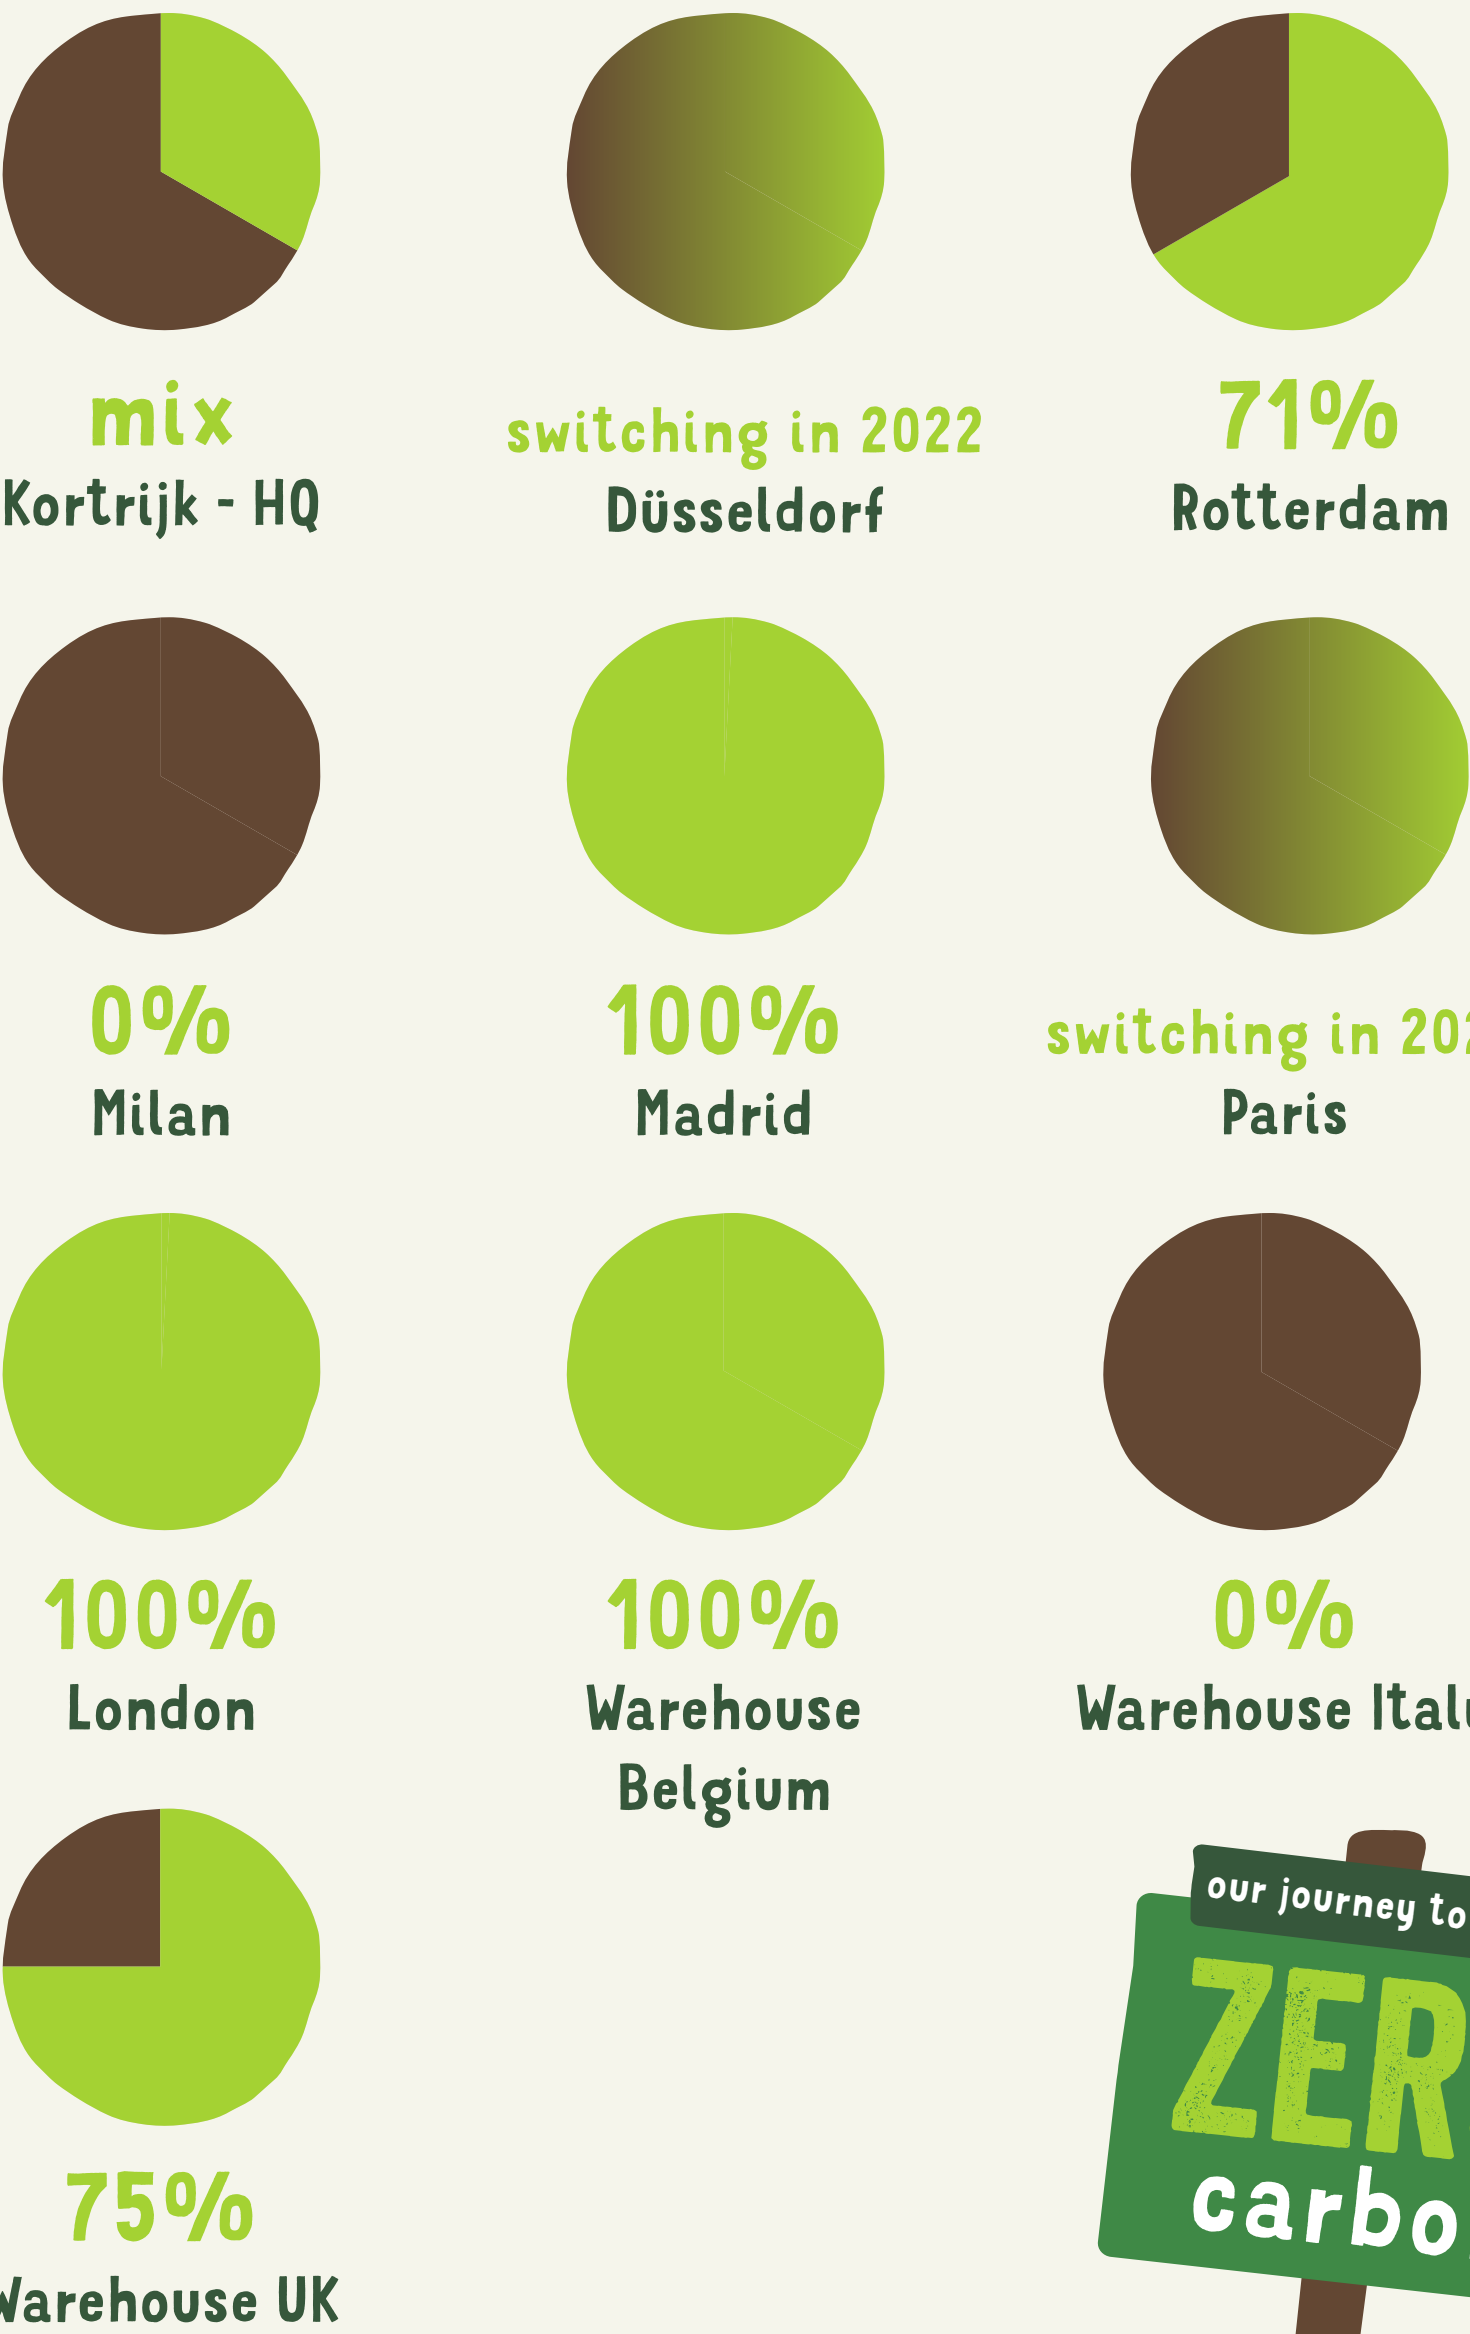 mix
Kortrijk - HQ
switching in 2022
Düsseldorf
71%
Rotterdam
0%
Milan
100%
Madrid
switching in
Paris
100%
London
100%
Warehouse
Belgium
0%
Warehouse
75%
Warehouse UK
our journey to